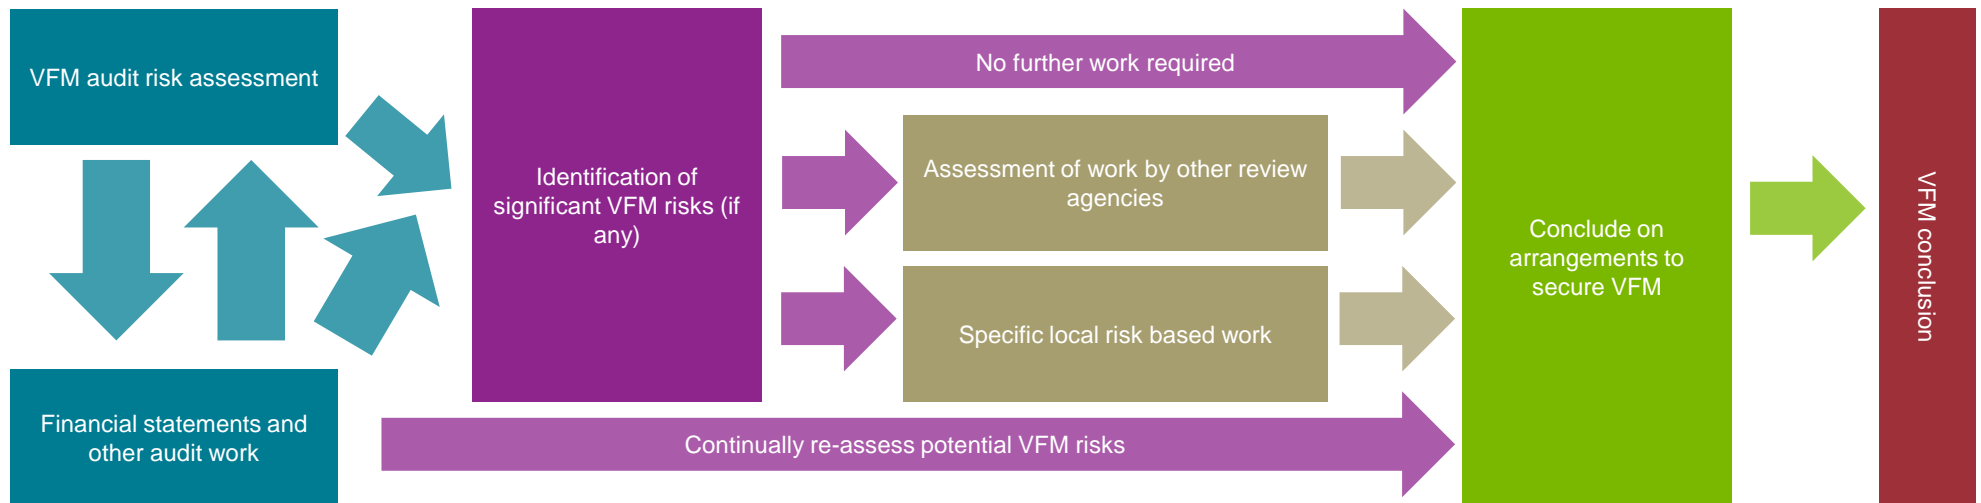 VFM audit risk assessment
Financial statements and
other audit work
Identification of
significant VFM risks (if
any)
No further work required
Assessment of work by other review
agencies
Specific local risk based work
Continually re-assess potential VFM risks
Conclude on
arrangements to
secure VFM
VFM conclusion